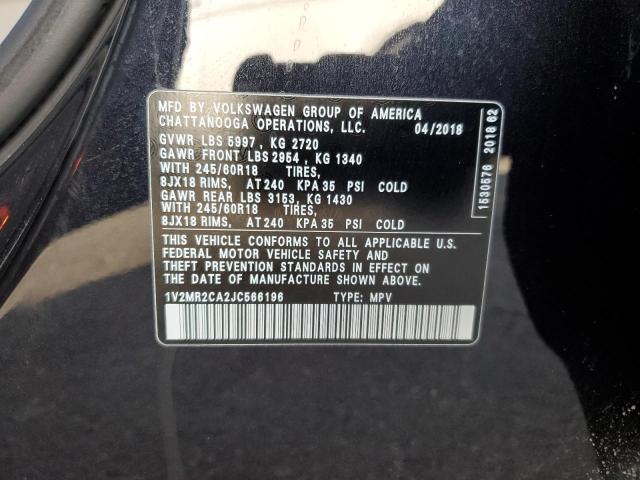 MFD BY VOLKSWAGEN GROUP OF AMERICA
CHATTANOOGA OPERATIONS, LLC. 04/2018
GVWR LBS 5997, KG 2720
GAWR FRONT LBS 2954, KG 1340
WITH 245/60R18 TIRES,
8JX18 RIMS, AT 240 KPA 35 PSI COLD
GAWR REAR LBS 3153, KG 1430
WITH 245/60R18 TIRES,
8JX18 RIMS, AT 240 KPA 35 PSI COLD
THIS VEHICLE CONFORMS TO ALL APPLICABLE U.S.
FEDERAL MOTOR VEHICLE SAFETY AND
THEFT PREVENTION STANDARDS IN EFFECT ON
THE DATE OF MANUFACTURE SHOWN ABOVE.
1V2MR2CA2JC566196 TYPE: MPV
1530576 2018 62